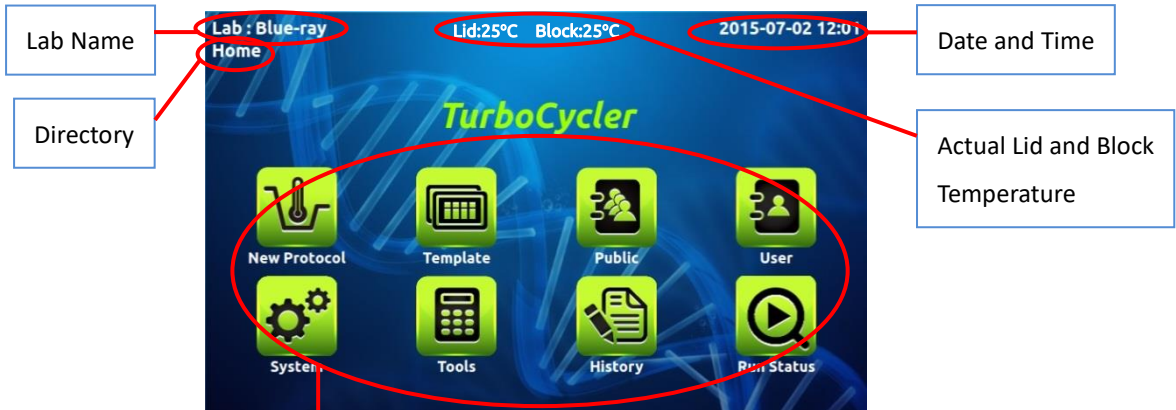 Lab Name
Lab : Blue-ray
Lid:25°C Block:25°C
2015-07-02 12:01
Date and Time
Home
Directory
Actual Lid and Block
Temperature
TurboCycler
New Protocol
Template
Public
User
System
Tools
History
Run Status